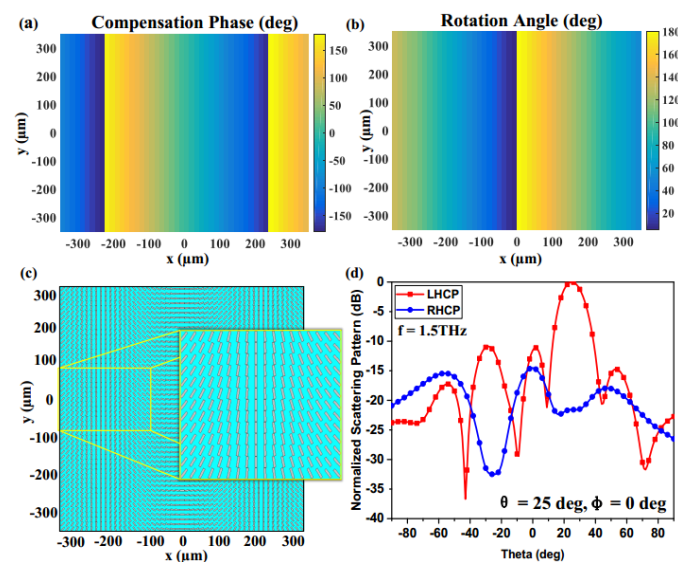 (a) Compensation Phase (deg)
300
200
100
0
-100
-200
-300
y (µm)
-300 -200 -100 0 100 200 300
x (µm)
150
100
50
0
-50
-100
-150
(b) Rotation Angle (deg)
300
200
100
0
-100
-200
-300
y (µm)
-300 -200 -100 0 100 200 300
x (µm)
180
160
140
120
100
80
60
40
20
(c)
300
200
100
0
-100
-200
-300
y (µm)
-300 -200 -100 0 100 200 300
x (µm)
(d)
LHCP
RHCP
f = 1.5THz
θ = 25 deg, Φ = 0 deg
0
-5
-10
-15
-20
-25
-30
-35
-40
Normalized Scattering Pattern (dB)
-80 -60 -40 -20 0 20 40 60 80
Theta (deg)